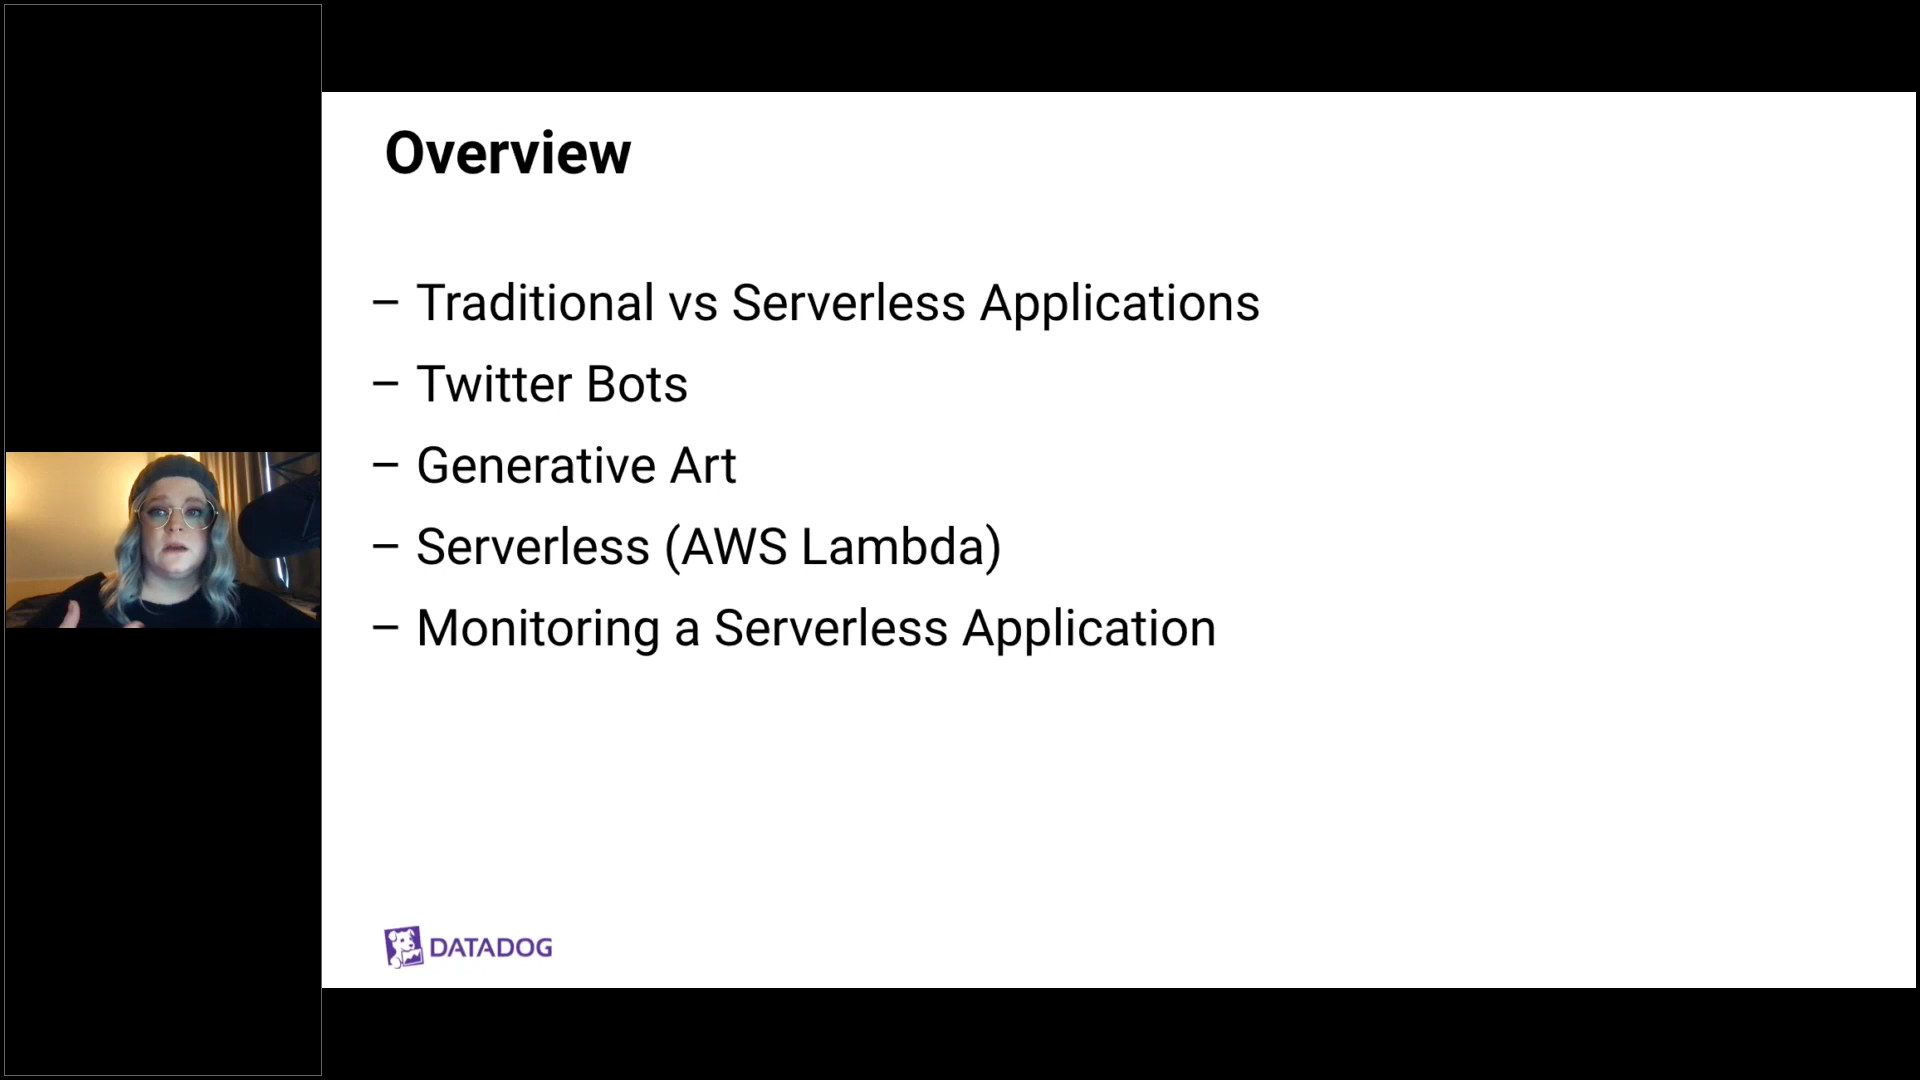 Overview
– Traditional vs Serverless Applications
– Twitter Bots
– Generative Art
– Serverless (AWS Lambda)
– Monitoring a Serverless Application
DATADOG